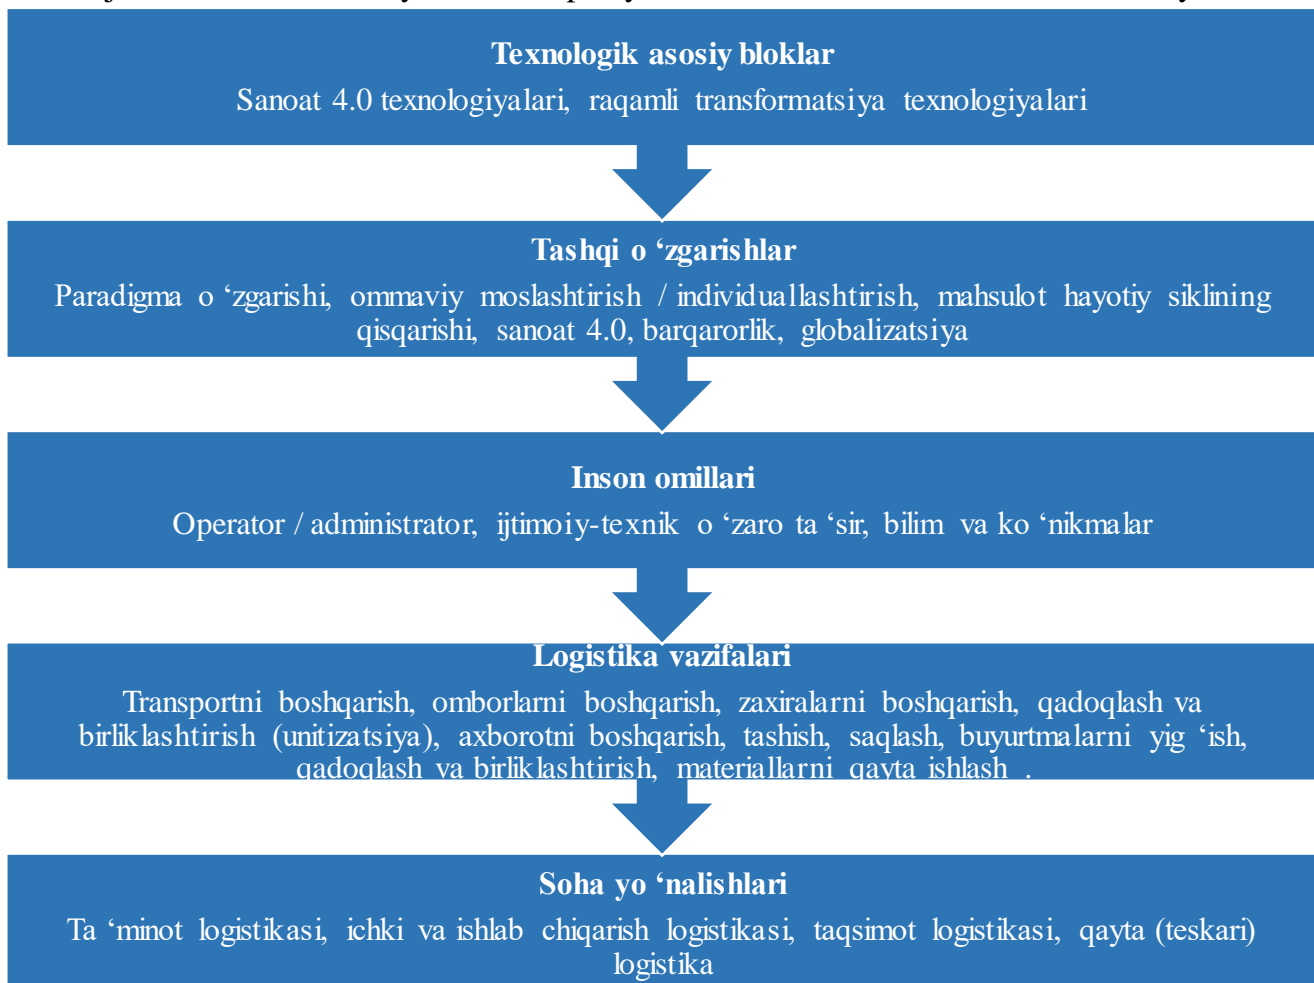 Texnologik asosiy bloklar
Sanoat 4.0 texnologiyalari, raqamli transformatsiya texnologiyalari
Tashqi o ‘zgarishlar
Paradigma o ‘zgarishi, ommaviy moslashtirish / individuallashtirish, mahsulot hayotiy siklining
qisqarishi, sanoat 4.0, barqarorlik, globalizatsiya
Inson omillari
Operator / administrator, ijtimoiy-texnik o ‘zaro ta ‘sir, bilim va ko ‘nikmalar
Logistika vazifalari
Transportni boshqarish, omborlarni boshqarish, zaxiralarni boshqarish, qadoqlash va
birliklashtirish (unitizatsiya), axborotni boshqarish, tashish, saqlash, buyurtmalarni yig ‘ish,
qadoqlash va birliklashtirish, materiallarni qayta ishlash .
Soha yo ‘nalishlari
Ta ‘minot logistikasi, ichki va ishlab chiqarish logistikasi, taqsimot logistikasi, qayta (teskari)
logistika